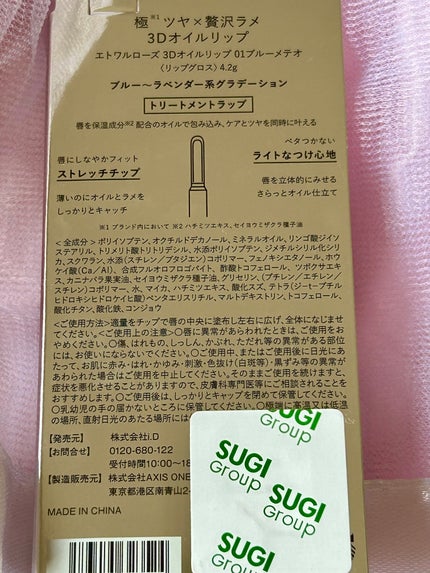 極※1ツヤ×贅沢ラメ
3Dオイルリップ
エトワルローズ 3Dオイルリップ 01ブルーメテオ
〈リップグロス〉4.2g
ブルー～ラベンダー系グラデーション
トリートメントラップ
唇を保湿成分※2 配合のオイルで包み込み、ケアとツヤを同時に叶える
唇にしなやかフィット
ストレッチチップ
薄いのにオイルとラメを
しっかりとキャッチ
ベタつかない
ライトなつけ心地
唇を立体的にみせる
さらっとオイル仕立て
※1 ブランド内において ※2 ハチミツエキス、セイヨウミザクラ種子油
＜全成分＞ポリイソブテン、オクチルドデカノール、ミネラルオイル、リンゴ酸ジイソ
ステアリル、トリメリト酸トリトリデシル、水添ポリイソブテン、ジメチルシリル化シリ
カ、スクワラン、水添(スチレン/ブタジエン)コポリマー、フェノキシエタノール、ホウ
ケイ酸(Ca/Al)、合成フルオロフロゴパイト、酢酸トコフェロール、ツボクサエキ
ス、カニナバラ果実油、セイヨウミザクラ種子油、グリセリン、(プチレン/エチレン/
スチレン)コポリマー、水、マイカ、ハチミツエキス、酸化スズ、テトラ(ジ-t-ブチル
ヒドロキシヒドロケイヒ酸)ペンタエリスリチル、マルトデキストリン、トコフェロール、
酸化チタン、酸化鉄、コンジョウ
＜使用方法＞適量をチップで唇の中央に塗布し左右に広げ、全体になじませ
てください。＜ご使用上の注意＞〇唇に異常があらわれたときは、ご使用をお
やめください。〇傷、はれもの、しっしん、かぶれ、ただれ等の異常がある部位
には、お使いにならないでください。〇ご使用中、またはご使用後に日光にあ
たって、お肌に赤み・はれ・かゆみ・刺激・色抜け(白斑等)・黒ずみ等の異常が
あらわれた場合はご使用を中止してください。そのまま使用を続けますと、
症状を悪化させることがありますので、皮膚科専門医等にご相談されることを
〇ご使用後は、しっかりとキャップを閉めて保管してください。
〇乳幼児の手の届かないところに保管してください。〇極端に高温又は低温
の場所、直射日光のあたる場所には
【発売元】 株式会社i.D
【お問合せ】 0120-680-122
受付時間10:00～18
【製造販売元】 株式会社AXIS ONE
東京都港区南青山2-
MADE IN CHINA
SUGI
Group
SUGI
Group
SUGI
Group
SUGI
Group